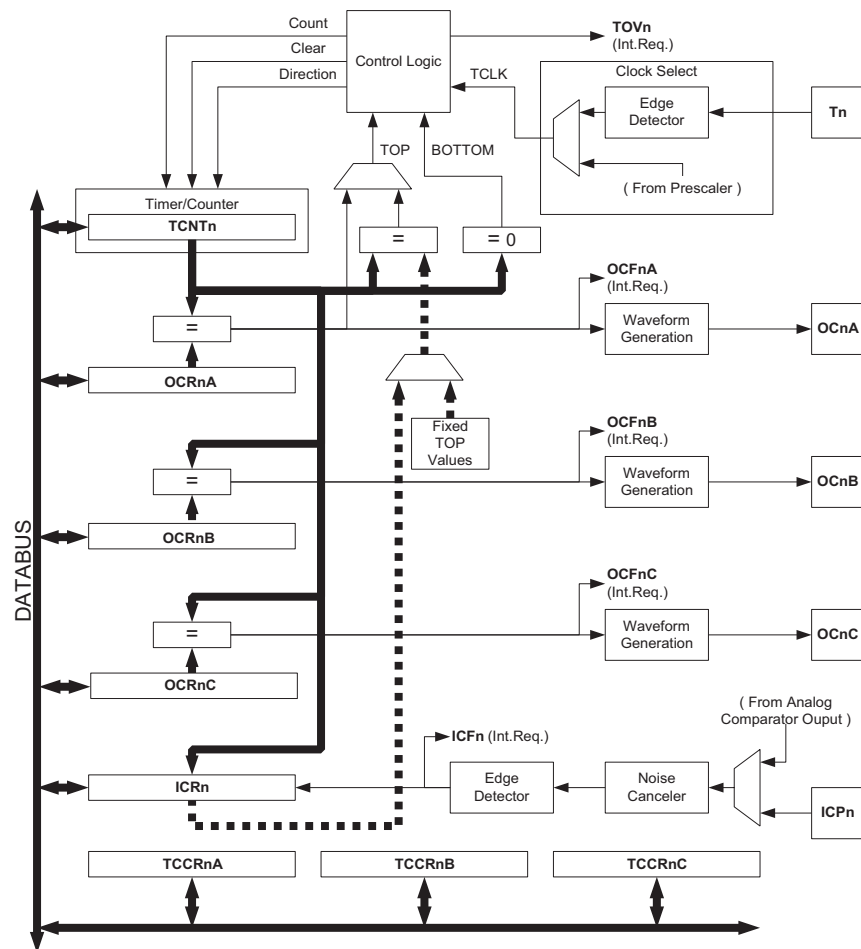 Count
Clear
Direction
Control Logic
TOVn
(Int.Req.)
TCLK
Clock Select
Edge
Detector
Tn
( From Prescaler )
TOP
BOTTOM
Timer/Counter
TCNTn
=
= 0
=
OCRnA
OCFnA
(Int.Req.)
Waveform
Generation
OCnA
Fixed
TOP
Values
=
OCRnB
OCFnB
(Int.Req.)
Waveform
Generation
OCnB
DATABUS
=
OCRnC
OCFnC
(Int.Req.)
Waveform
Generation
OCnC
( From Analog
Comparator Ouput )
ICFn (Int.Req.)
ICRn
Edge
Detector
Noise
Canceler
ICPn
TCCRnA
TCCRnB
TCCRnC